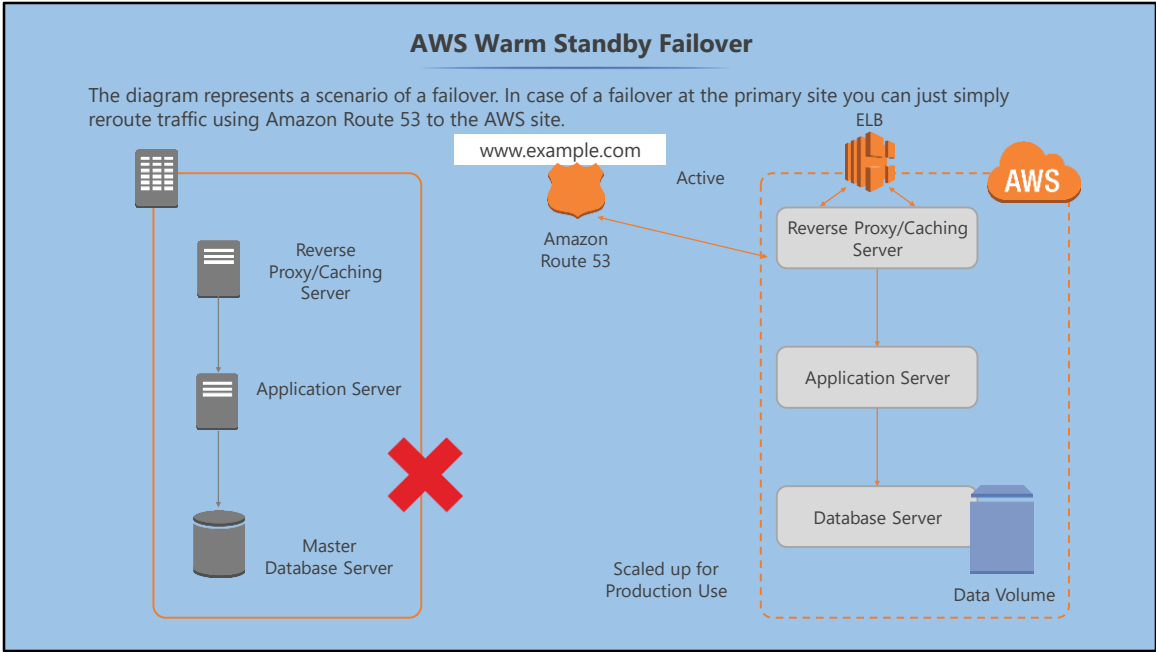 AWS Warm Standby Failover
The diagram represents a scenario of a failover. In case of a failover at the primary site you can just simply
reroute traffic using Amazon Route 53 to the AWS site.
ELB
www.example.com
Active
AWS
Amazon
Route 53
Reverse
Proxy/Caching
Server
Reverse Proxy/Caching
Server
Application Server
Application Server
Master
Database Server
Database Server
Scaled up for
Production Use
Data Volume